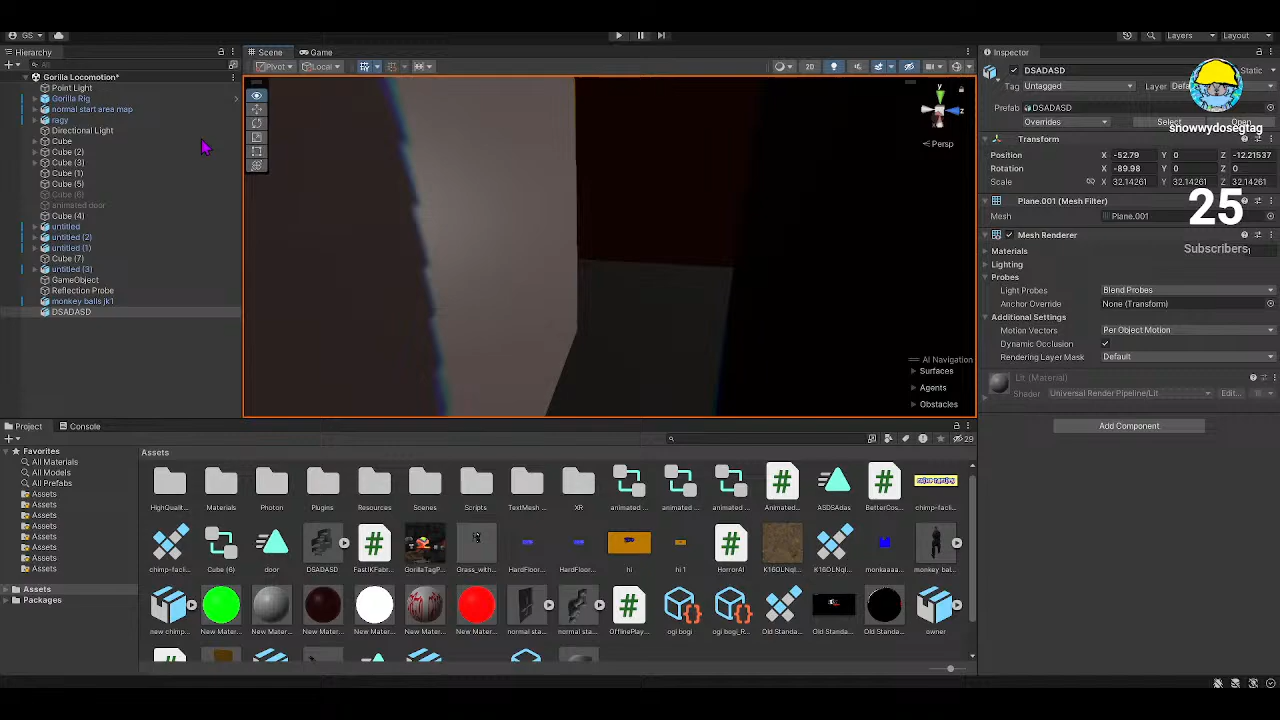 GS
Layers
Layout
Hierarchy
All
Gorilla Locomotion*
Point Light
Gorilla Rig
normal start area map
ragy
Directional Light
Cube
Cube (2)
Cube (3)
Cube (1)
Cube (5)
Cube (6)
animated door
Cube (4)
untitled
untitled (2)
untitled (1)
Cube (7)
untitled (3)
GameObject
Reflection Probe
monkey balls jk1
DSADASD
Scene
Game
Pivot
Local
2D
y
z
Persp
AI Navigation
Surfaces
Agents
Obstacles
Inspector
DSADASD
Static
Tag Untagged
Layer
Prefab DSADASD
Overrides
Select
Open
snowwydosegtag
Transform
Position X -52.79 Y 0 Z -12.21537
Rotation X -89.98 Y 0 Z 0
Scale X 32.14261 Y 32.14261 Z 32.14261
Plane.001 (Mesh Filter)
Mesh Plane.001
25
Subscribers
Mesh Renderer
Materials
Lighting
Probes
Light Probes Blend Probes
Anchor Override None (Transform)
Additional Settings
Motion Vectors Per Object Motion
Dynamic Occlusion
Rendering Layer Mask Default
Lit (Material)
Shader Universal Render Pipeline/Lit Edit...
Add Component
Project
Console
29
Favorites
All Materials
All Models
All Prefabs
Assets
Assets
Assets
Assets
Assets
Assets
Assets
Assets
Assets
Packages
Assets
HighQualit...
Materials
Photon
Plugins
Resources
Scenes
Scripts
TextMesh ...
XR
animated ...
animated ...
animated ...
Animated...
ASDSAdas
BetterCos...
chimp-faci...
chimp-facli...
Cube (6)
door
DSADASD
FastIKFabr...
GorillaTagP...
Grass_with...
HardFloor...
HardFloor...
hi
hi 1
HorrorAI
monkaaa...
monkey bal...
new chimp...
New Mater...
New Mater...
New Mater...
New Mater...
New Mater...
New Mater...
normal sta...
normal sta...
OfflinePlay...
ogi bogi
ogi bogi_R...
Old Standa...
Old Standa...
Old Standa...
owner